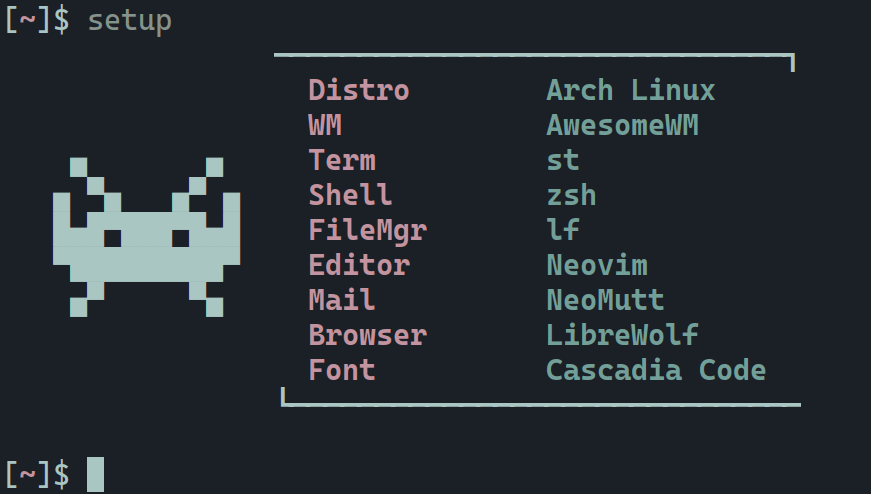 [~]$ setup
Distro Arch Linux
WM AwesomeWM
Term st
Shell zsh
FileMgr lf
Editor Neovim
Mail NeoMutt
Browser LibreWolf
Font Cascadia Code
[~]$